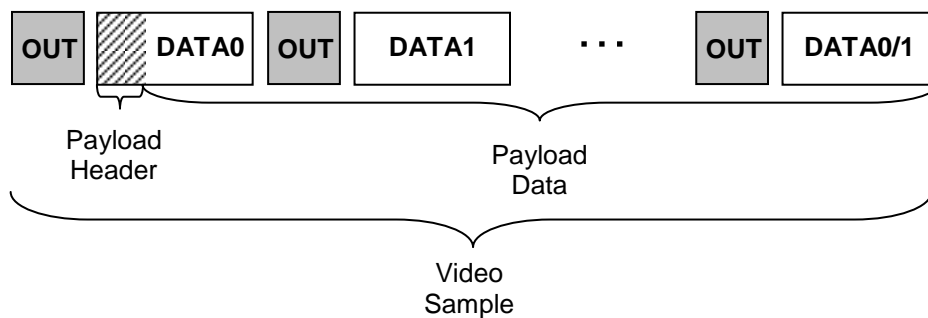 OUT DATA0 OUT DATA1 ... OUT DATA0/1
Payload
Header
Payload
Data
Video
Sample